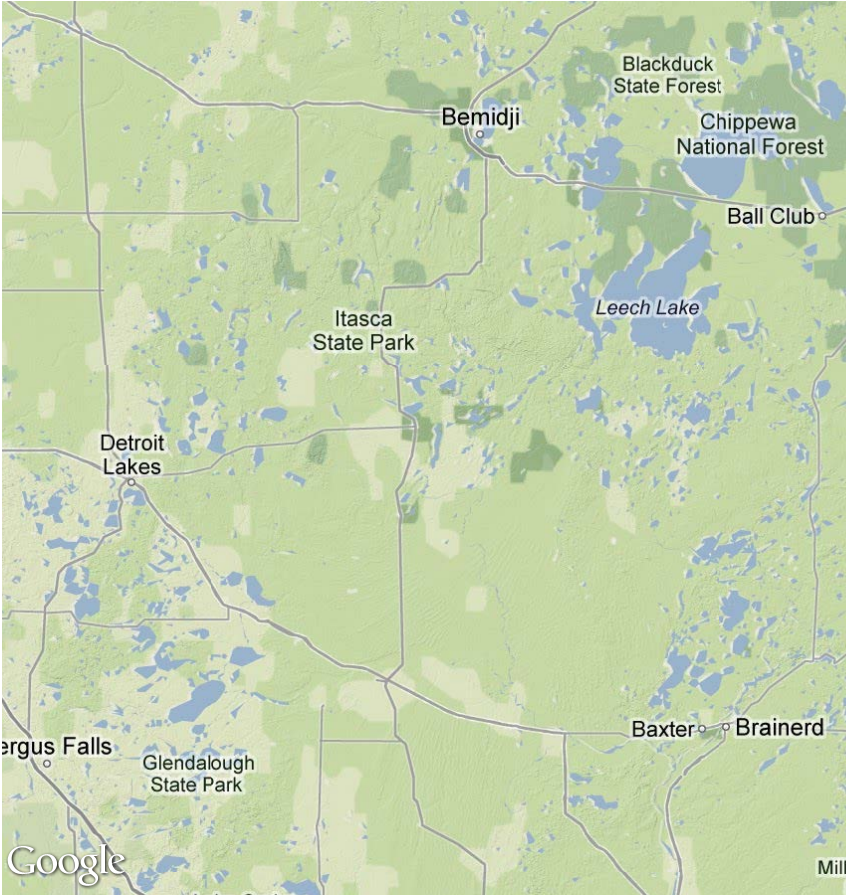 Blackduck
State Forest
Bemidji
Chippewa
National Forest
Ball Club
Leech Lake
Itasca
State Park
Detroit
Lakes
Baxter
Brainerd
ergus Falls
Glendalough
State Park
Google
Mill